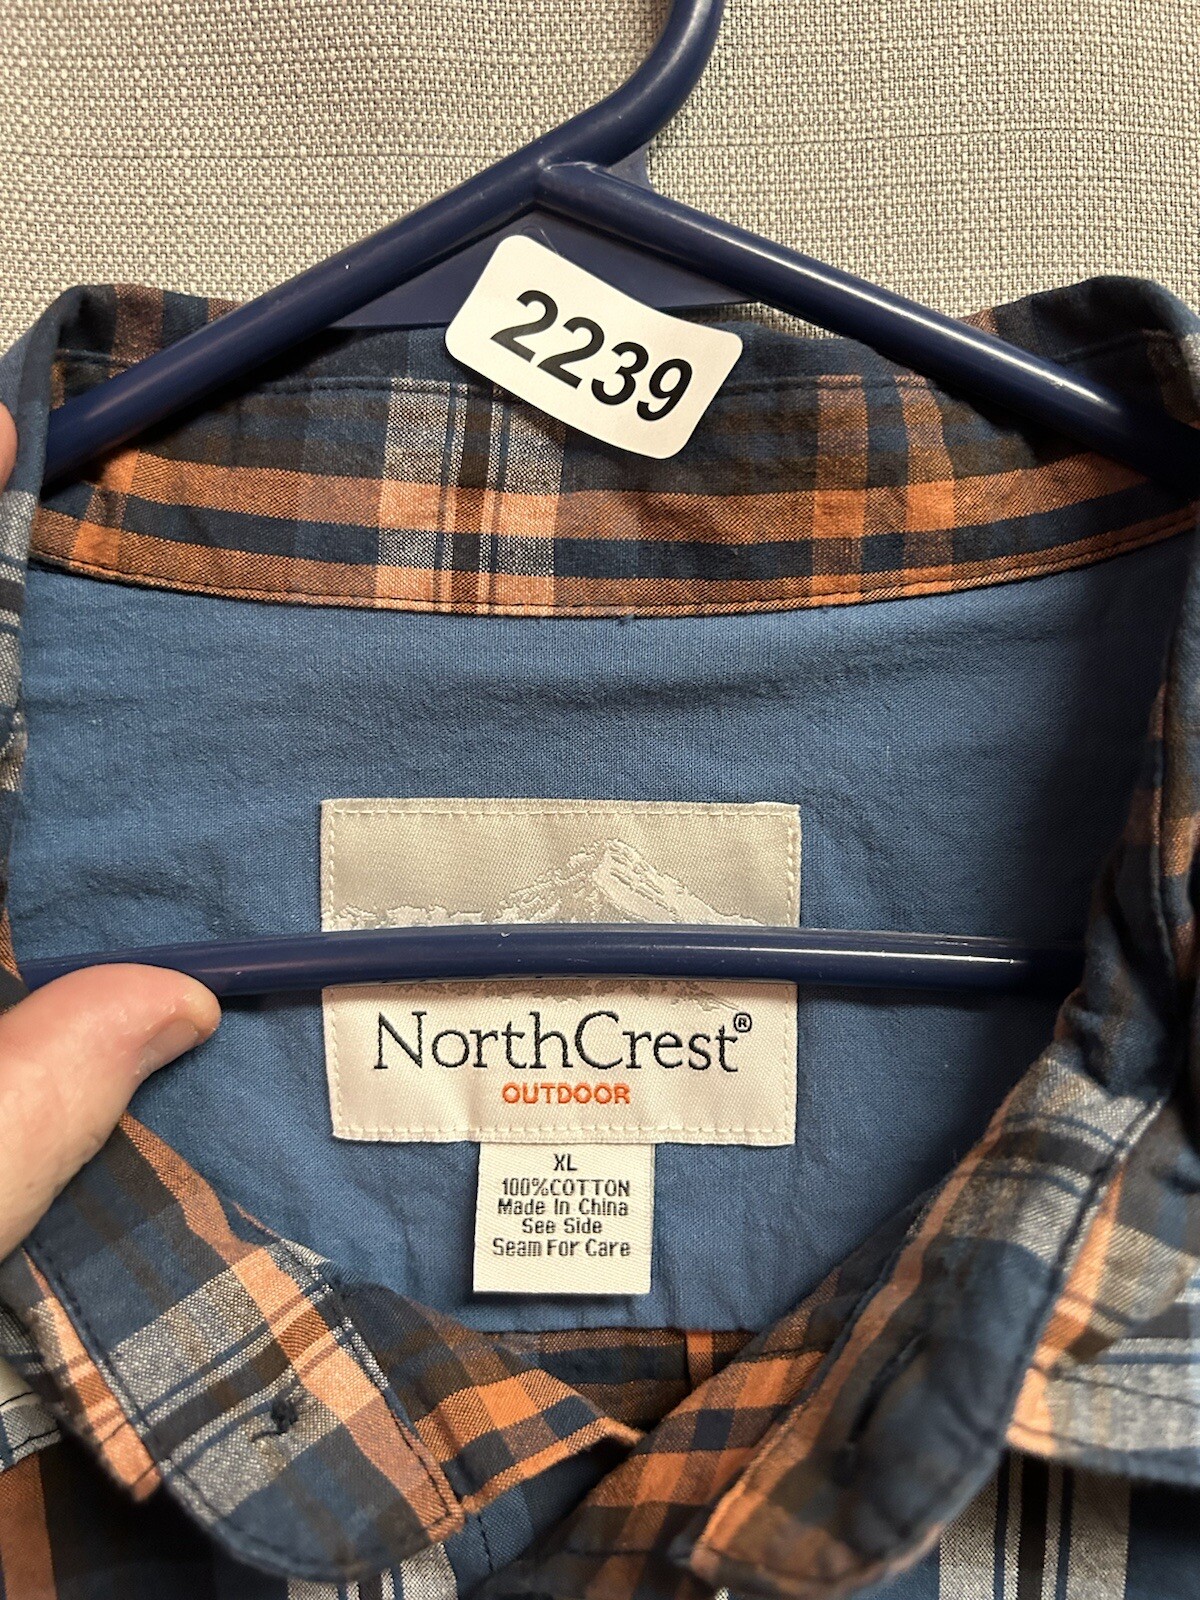 2239
NorthCrest®
OUTDOOR
XL
100%COTTON
Made In China
See Side
Seam For Care